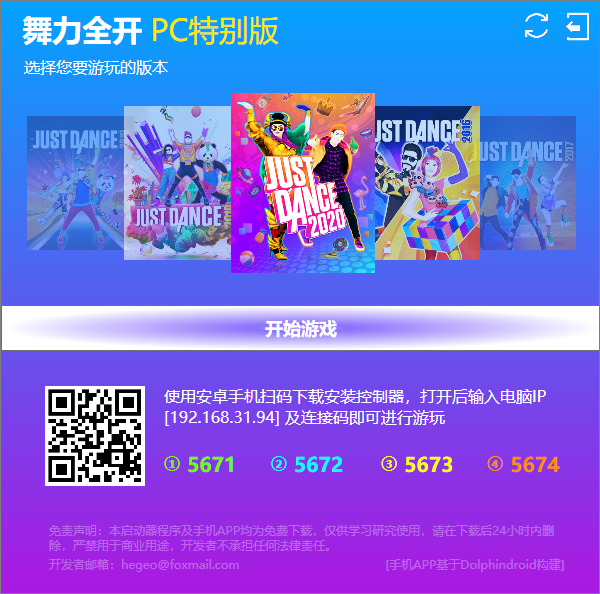 舞力全开 PC特别版
选择您要游玩的版本
JUST DANCE
JUST DANCE
JUST DANCE 2020
JUST DANCE 2016
JUST DANCE 2017
开始游戏
使用安卓手机扫码下载安装控制器，打开后输入电脑IP
[192.168.31.94] 及连接码即可进行游玩
① 5671 ② 5672 ③ 5673 ④ 5674
免责声明：本启动器程序及手机APP均为免费下载，仅供学习研究使用，请在下载后24小时内删
除，严禁用于商业用途，开发者不承担任何法律责任。
开发者邮箱：hegeo@foxmail.com [手机APP基于Dolphindroid构建]